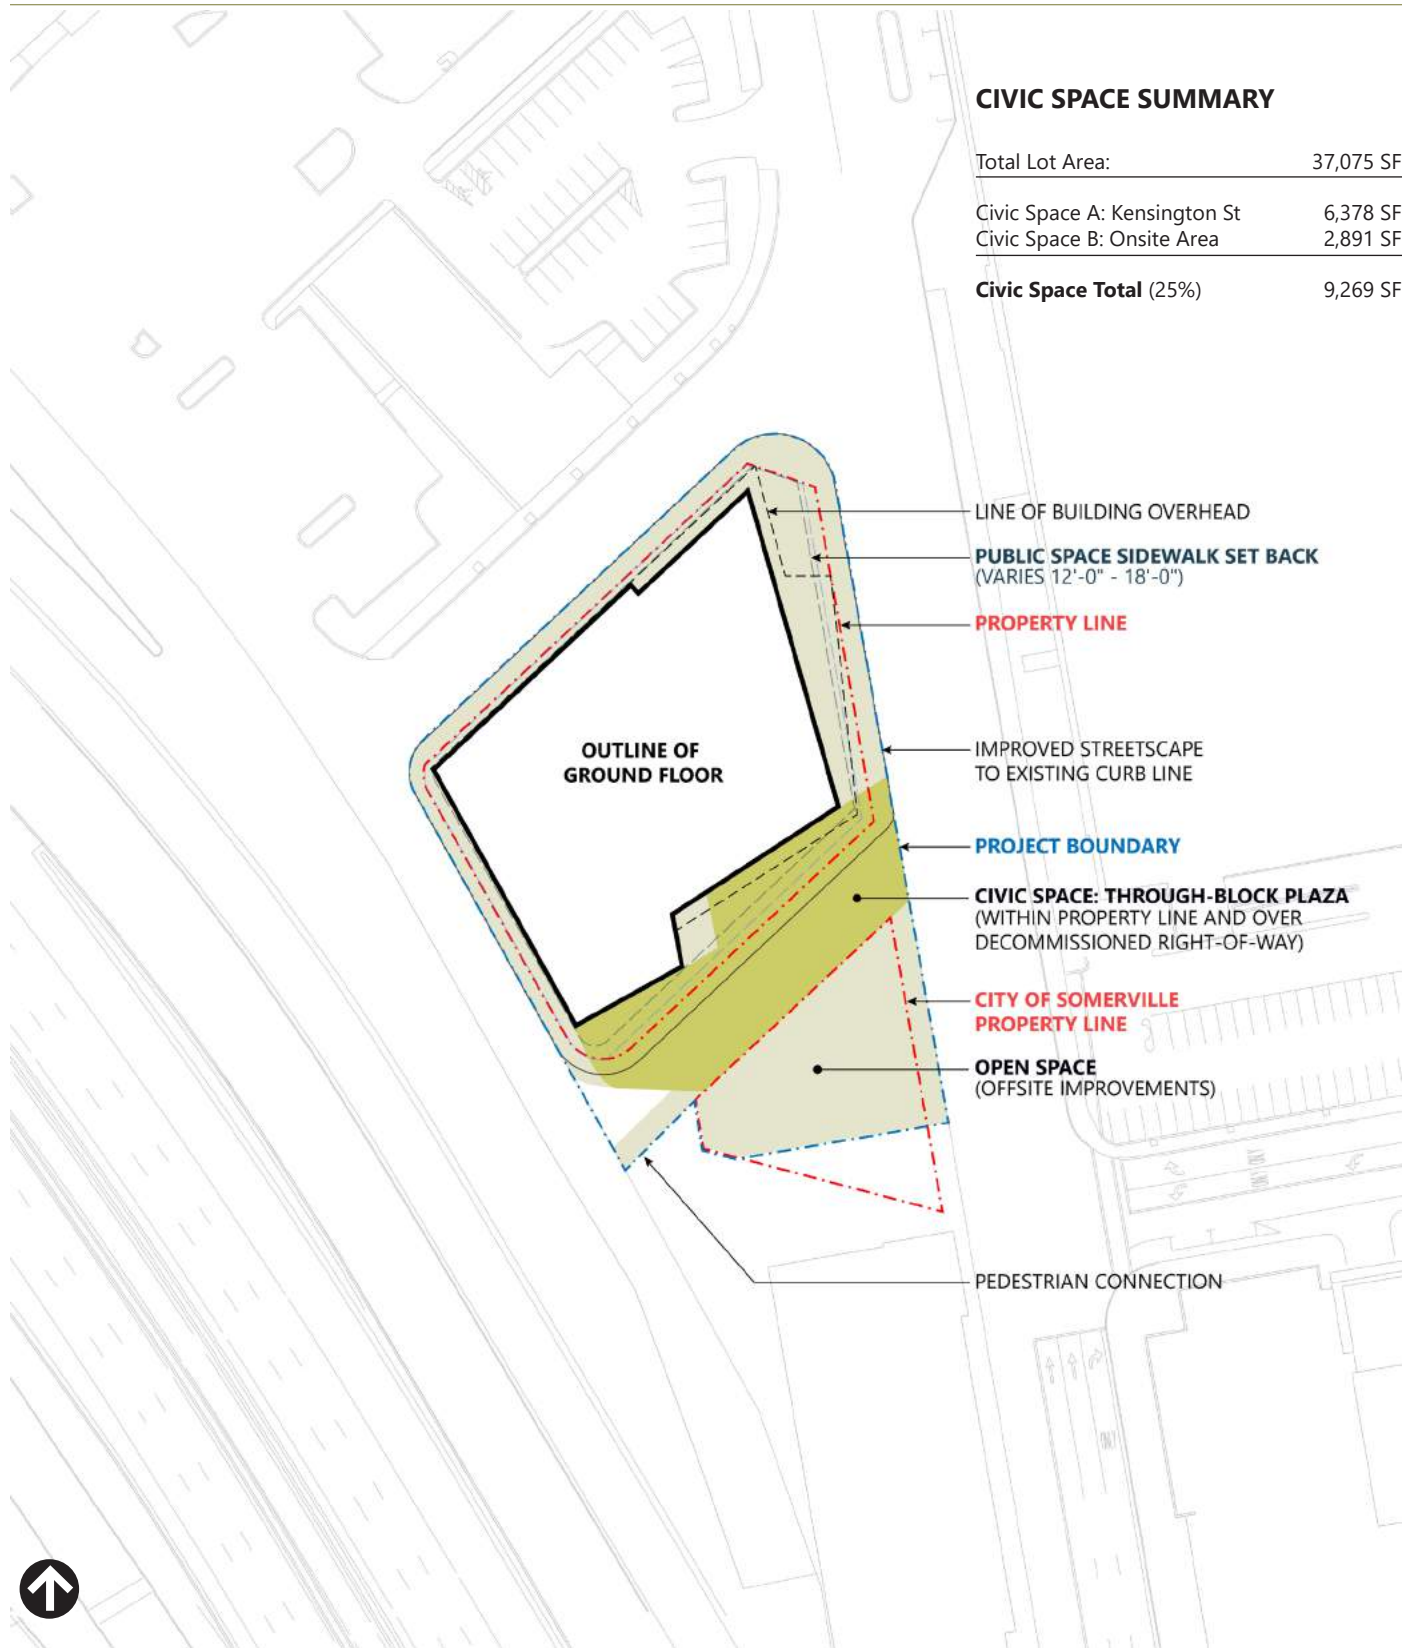 CIVIC SPACE SUMMARY
Total Lot Area: 37,075 SF
Civic Space A: Kensington St 6,378 SF
Civic Space B: Onsite Area 2,891 SF
Civic Space Total (25%) 9,269 SF
LINE OF BUILDING OVERHEAD
PUBLIC SPACE SIDEWALK SET BACK
(VARIES 12'-0" - 18'-0")
PROPERTY LINE
OUTLINE OF
GROUND FLOOR
IMPROVED STREETSCAPE
TO EXISTING CURB LINE
PROJECT BOUNDARY
CIVIC SPACE: THROUGH-BLOCK PLAZA
(WITHIN PROPERTY LINE AND OVER
DECOMMISSIONED RIGHT-OF-WAY)
CITY OF SOMERVILLE
PROPERTY LINE
OPEN SPACE
(OFFSITE IMPROVEMENTS)
PEDESTRIAN CONNECTION